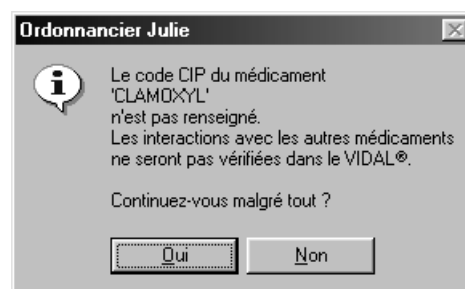 Ordonnancier Julie
Le code CIP du médicament
'CLAMOXYL'
n'est pas renseigné.
Les interactions avec les autres médicaments
ne seront pas vérifiées dans le VIDAL®.
Continuez-vous malgré tout ?
Oui
Non